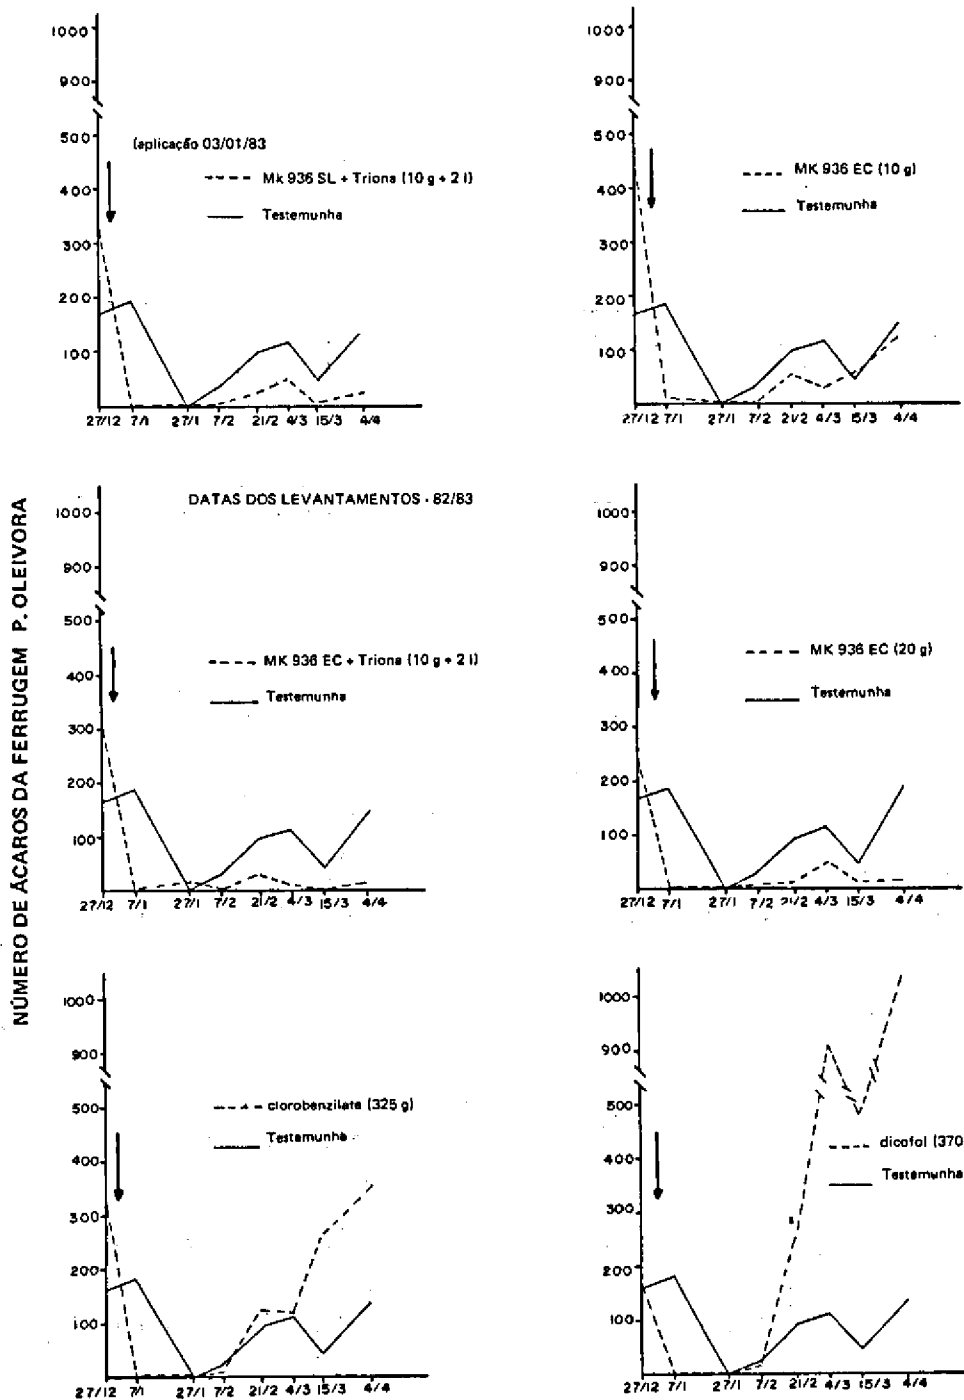 NÚMERO DE ÁCAROS DA FERRUGEM P. OLEIVORA
1000
900
500
400
300
200
100
(aplicação 03/01/83
Mk 936 SL + Triona (10 g + 2 l)
Testemunha
27/12 7/1 27/1 7/2 21/2 4/3 15/3 4/4
1000
900
500
400
300
200
100
MK 936 EC (10 g)
Testemunha
27/12 7/1 27/1 7/2 21/2 4/3 15/3 4/4
DATAS DOS LEVANTAMENTOS - 82/83
1000
900
500
400
300
200
100
MK 936 EC + Triona (10 g + 2 l)
Testemunha
27/12 7/1 27/1 7/2 21/2 4/3 15/3 4/4
1000
900
500
400
300
200
100
MK 936 EC (20 g)
Testemunha
27/12 7/1 27/1 7/2 21/2 4/3 15/3 4/4
1000
900
500
400
300
200
100
clorobenzilate (325 g)
Testemunha
27/12 7/1 27/1 7/2 21/2 4/3 15/3 4/4
1000
900
500
400
300
200
100
dicofol (370
Testemunha
27/12 7/1 27/1 7/2 21/2 4/3 15/3 4/4